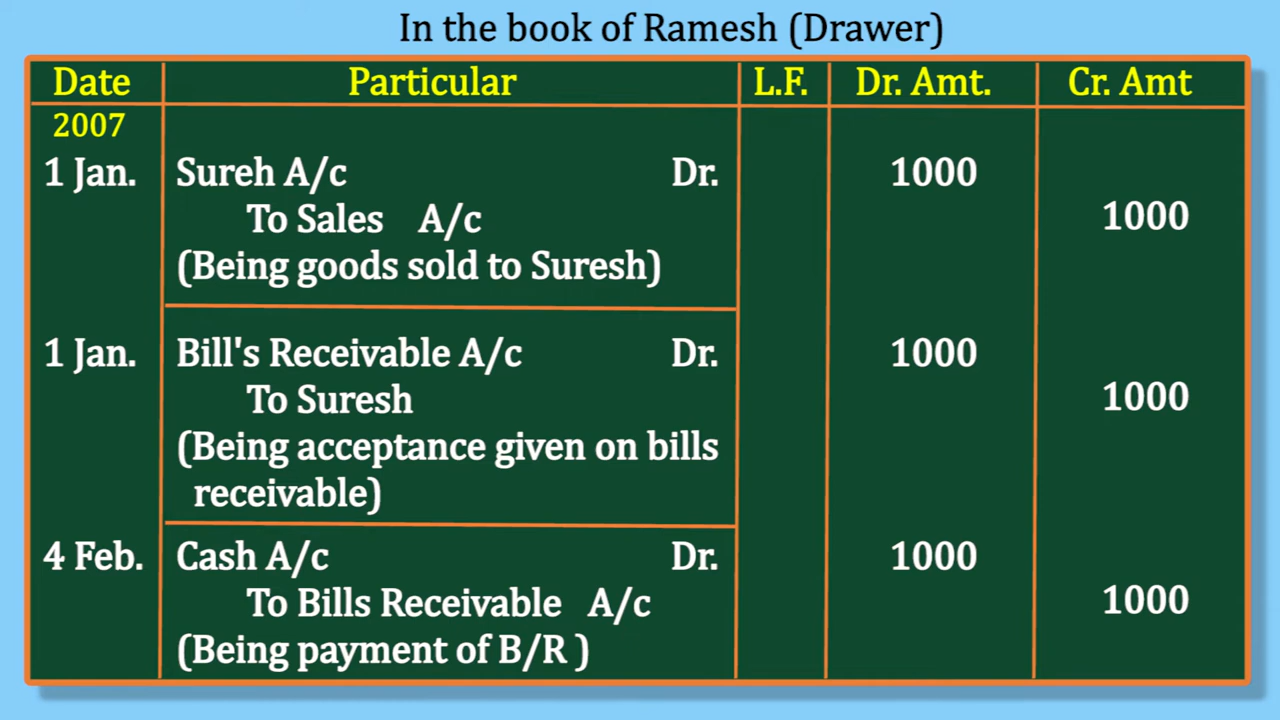 In the book of Ramesh (Drawer)
Date Particular L.F. Dr. Amt. Cr. Amt
2007
1 Jan. Sureh A/c Dr. 1000
To Sales A/c 1000
(Being goods sold to Suresh)
1 Jan. Bill's Receivable A/c Dr. 1000
To Suresh 1000
(Being acceptance given on bills
receivable)
4 Feb. Cash A/c Dr. 1000
To Bills Receivable A/c 1000
(Being payment of B/R )